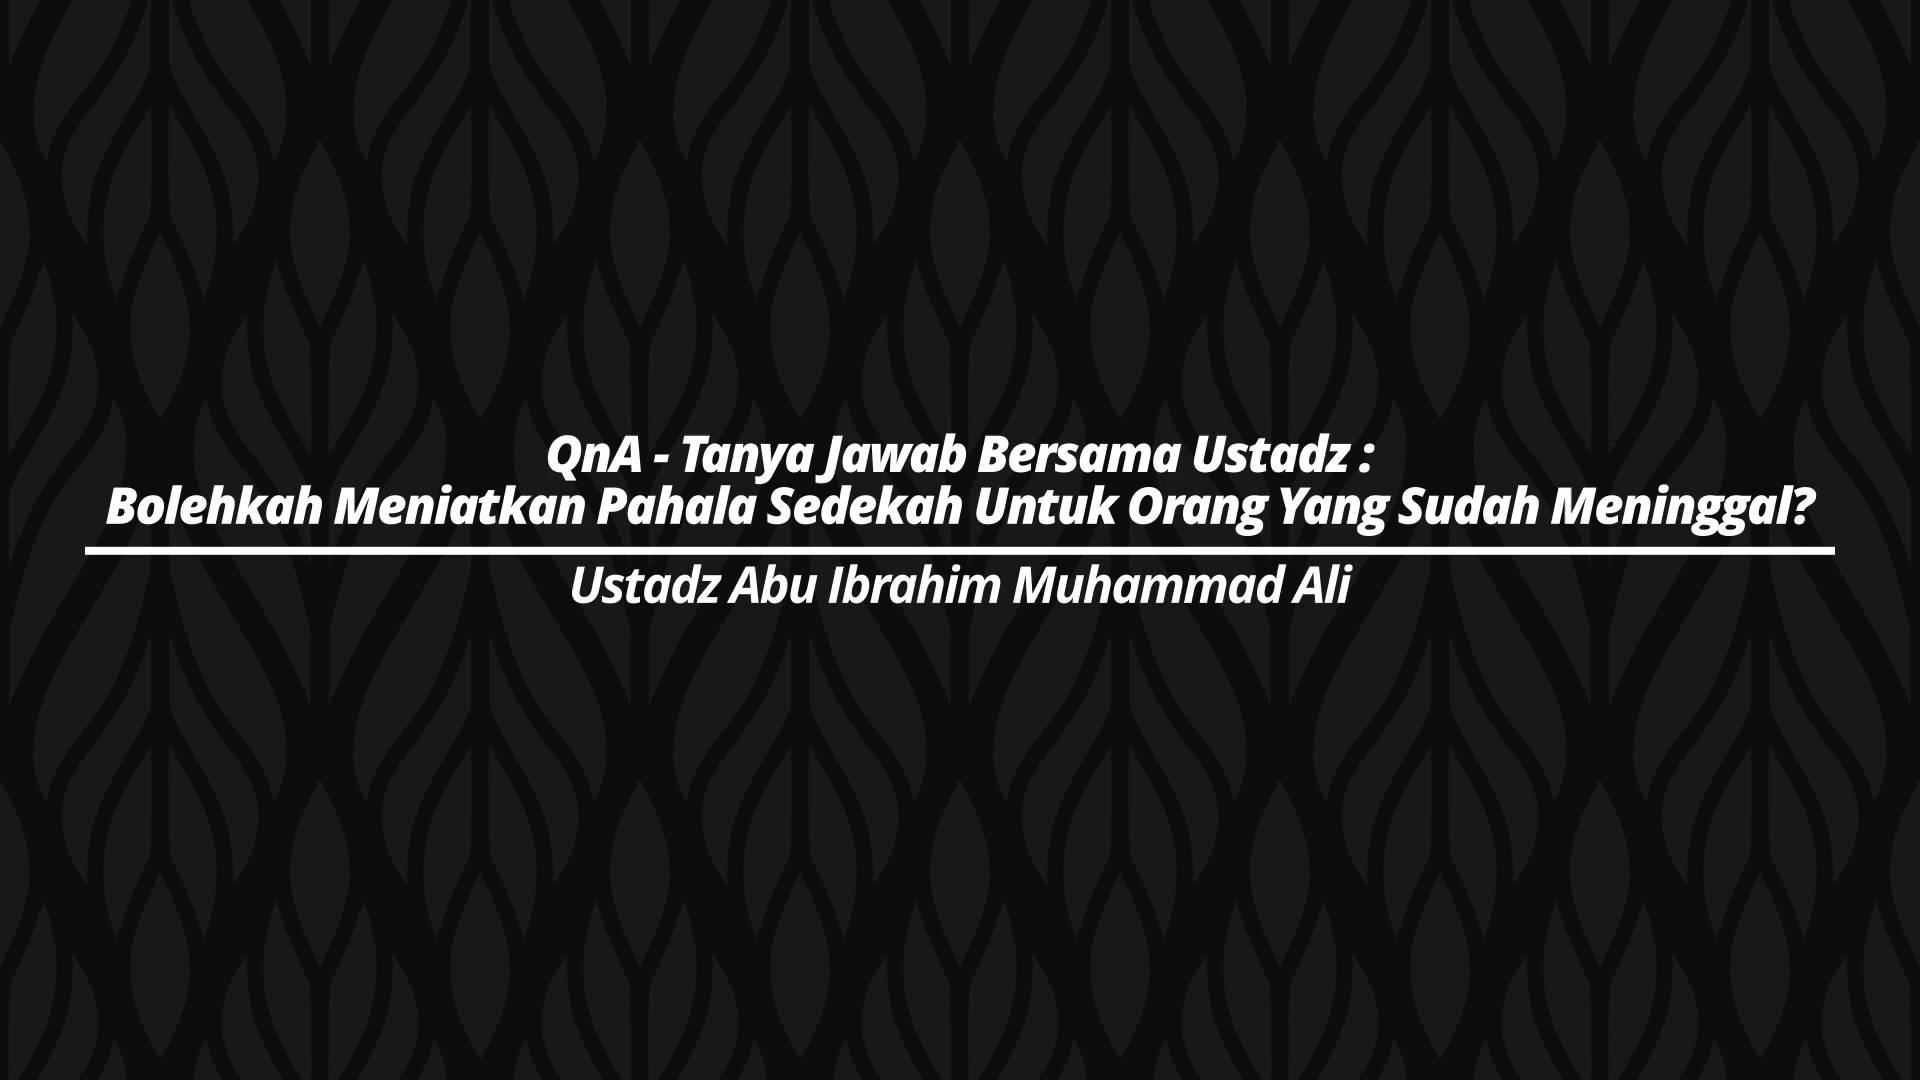 QnA - Tanya Jawab Bersama Ustadz :
Bolehkah Meniatkan Pahala Sedekah Untuk Orang Yang Sudah Meninggal?
Ustadz Abu Ibrahim Muhammad Ali